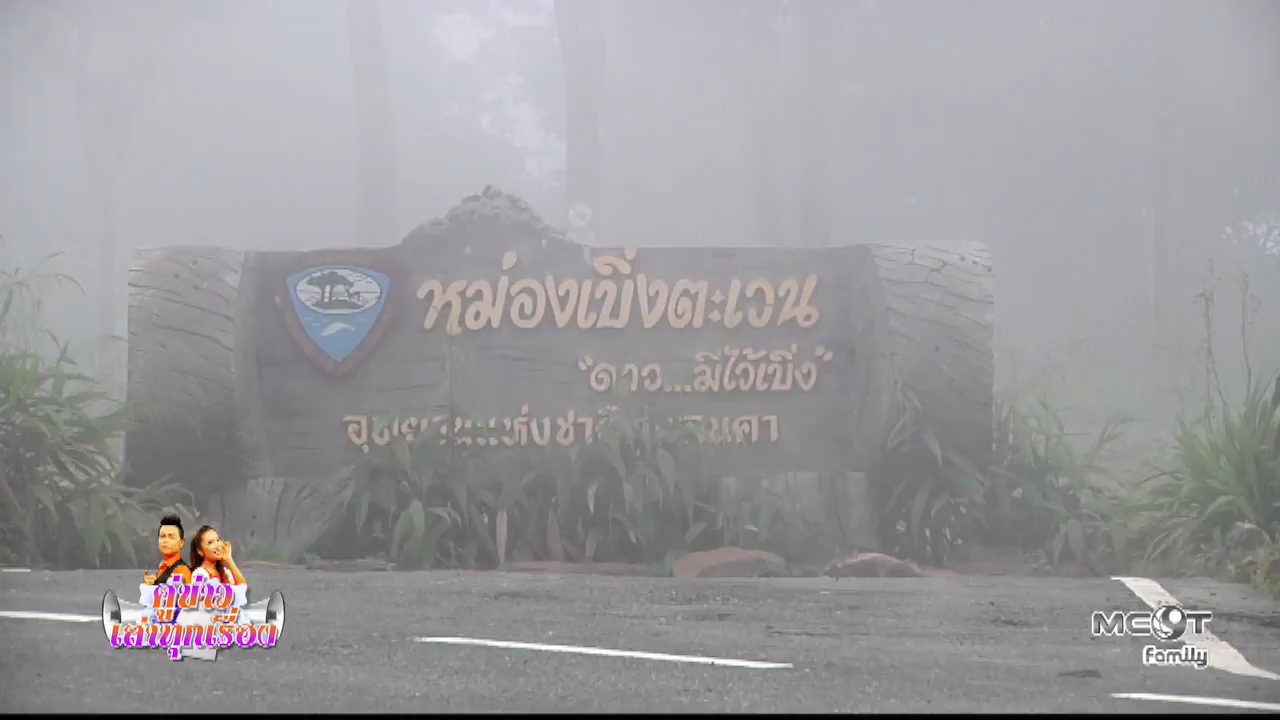 หม่องเบิ่งตะเวน
"ดาว...มีไว้เบิ่ง"
คู่ข่าว
เล่าทุกเรื่อง
MCOT
Family